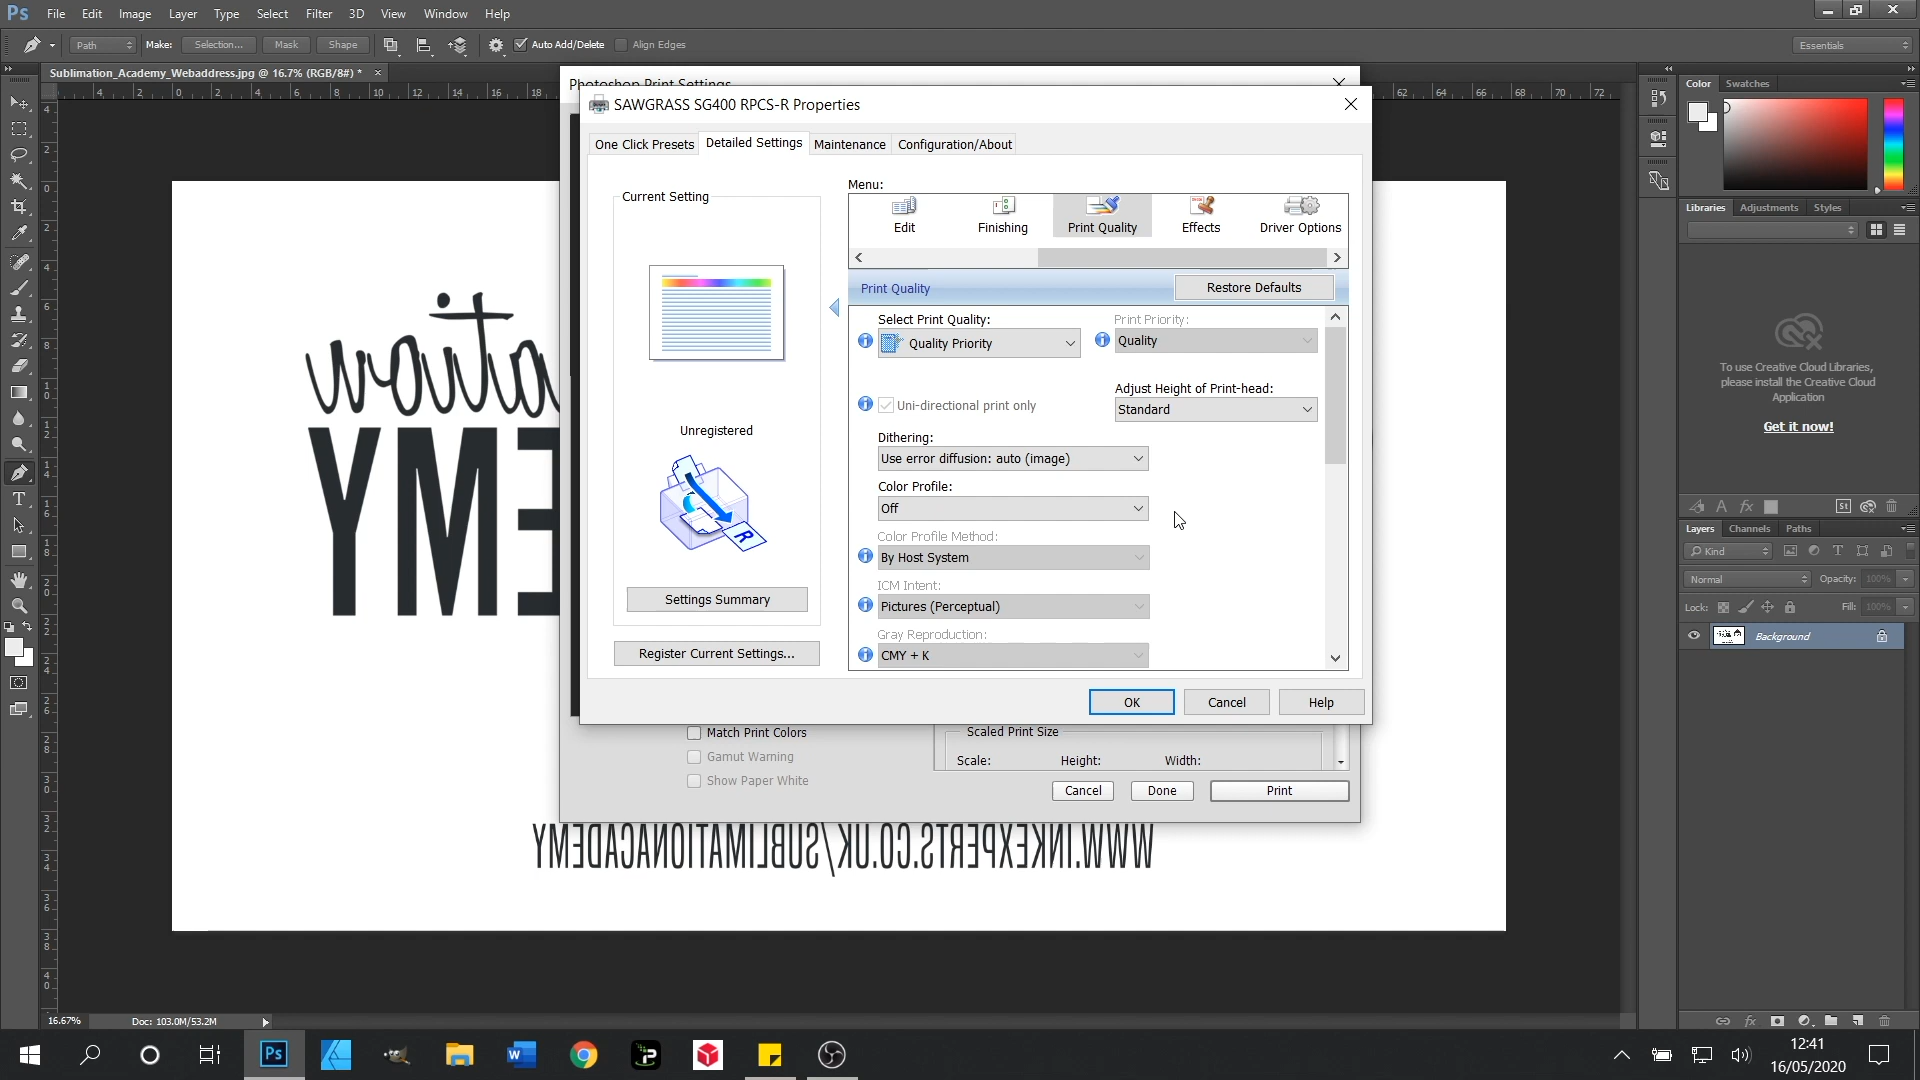 Ps File Edit Image Layer Type Select Filter 3D View Window Help
Path Make: Selection... Mask Shape Auto Add/Delete Align Edges Essentials
Sublimation_Academy_Webaddress.jpg @ 16.7% (RGB/8#) * ×
Photoshop Print Settings
SAWGRASS SG400 RPCS-R Properties
One Click Presets Detailed Settings Maintenance Configuration/About
Current Setting
Unregistered
R
Settings Summary
Register Current Settings...
Menu:
Edit Finishing Print Quality Effects Driver Options
Print Quality Restore Defaults
Select Print Quality: Print Priority:
Quality Priority Quality
Adjust Height of Print-head:
Uni-directional print only Standard
Dithering:
Use error diffusion: auto (image)
Color Profile:
Off
Color Profile Method:
By Host System
ICM Intent:
Pictures (Perceptual)
Gray Reproduction:
CMY + K
OK Cancel Help
Match Print Colors
Gamut Warning
Show Paper White
Scaled Print Size
Scale: Height: Width:
Cancel Done Print
EMY
WWW.INKEXPERTS.CO.UK/SUBLIMATIONACADEMY
Color Swatches
Libraries Adjustments Styles
To use Creative Cloud Libraries,
please install the Creative Cloud
Application
Get it now!
Layers Channels Paths
Kind
Normal Opacity: 100%
Lock: Fill: 100%
Background
16.67% Doc: 103.0M/53.2M
12:41
16/05/2020